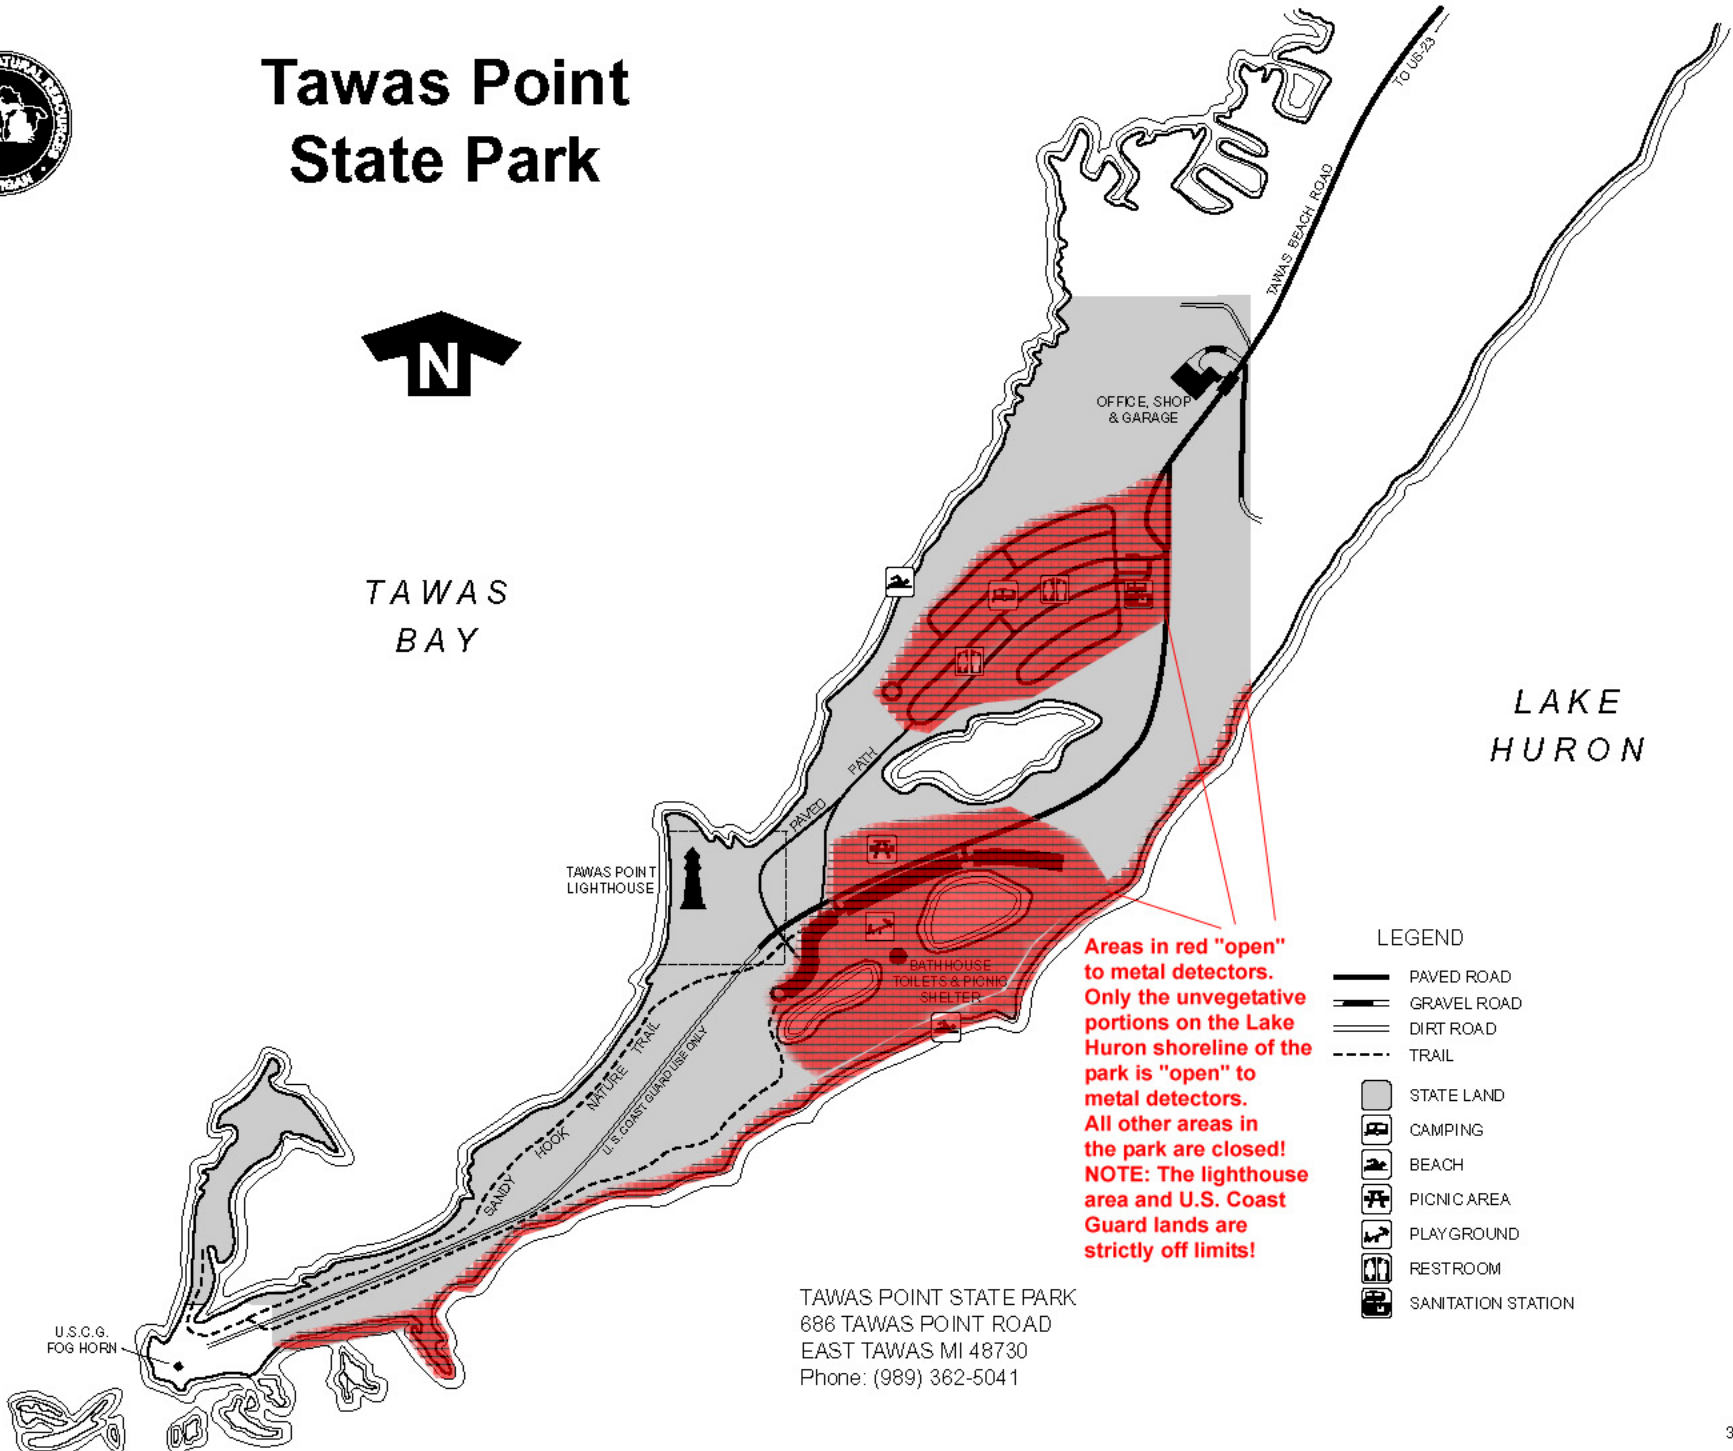 NATURAL RESOURCES
Tawas Point
State Park
N
TO US-23
TAWAS BEACH ROAD
OFFICE, SHOP
& GARAGE
TAWAS
BAY
LAKE
HURON
PAVED PATH
TAWAS POINT
LIGHTHOUSE
BATHHOUSE
TOILETS & PICNIC
SHELTER
SANDY HOOK NATURE TRAIL
U.S. COAST GUARD USE ONLY
U.S.C.G.
FOG HORN
Areas in red "open"
to metal detectors.
Only the unvegetative
portions on the Lake
Huron shoreline of the
park is "open" to
metal detectors.
All other areas in
the park are closed!
NOTE: The lighthouse
area and U.S. Coast
Guard lands are
strictly off limits!
LEGEND
PAVED ROAD
GRAVEL ROAD
DIRT ROAD
TRAIL
STATE LAND
CAMPING
BEACH
PICNIC AREA
PLAYGROUND
RESTROOM
SANITATION STATION
TAWAS POINT STATE PARK
686 TAWAS POINT ROAD
EAST TAWAS MI 48730
Phone: (989) 362-5041
3